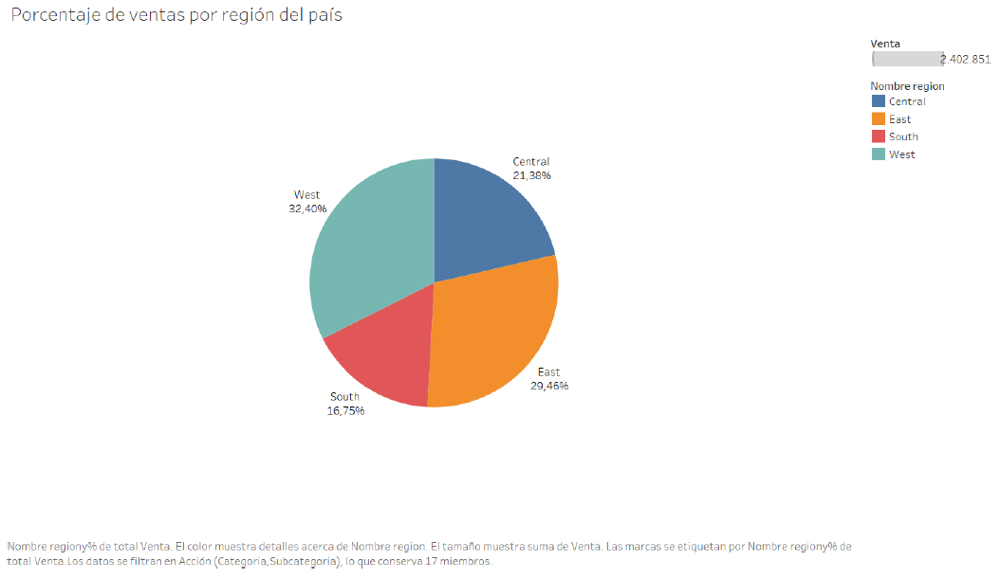 Porcentaje de ventas por región del país
Venta
2.402.851
Nombre region
Central
East
South
West
Central
21,38%
West
32,40%
East
29,46%
South
16,75%
Nombre regiony% de total Venta. El color muestra detalles acerca de Nombre region. El tamaño muestra suma de Venta. Las marcas se etiquetan por Nombre regiony% de
total Venta.Los datos se filtran en Acción (Categoria,Subcategoria), lo que conserva 17 miembros.